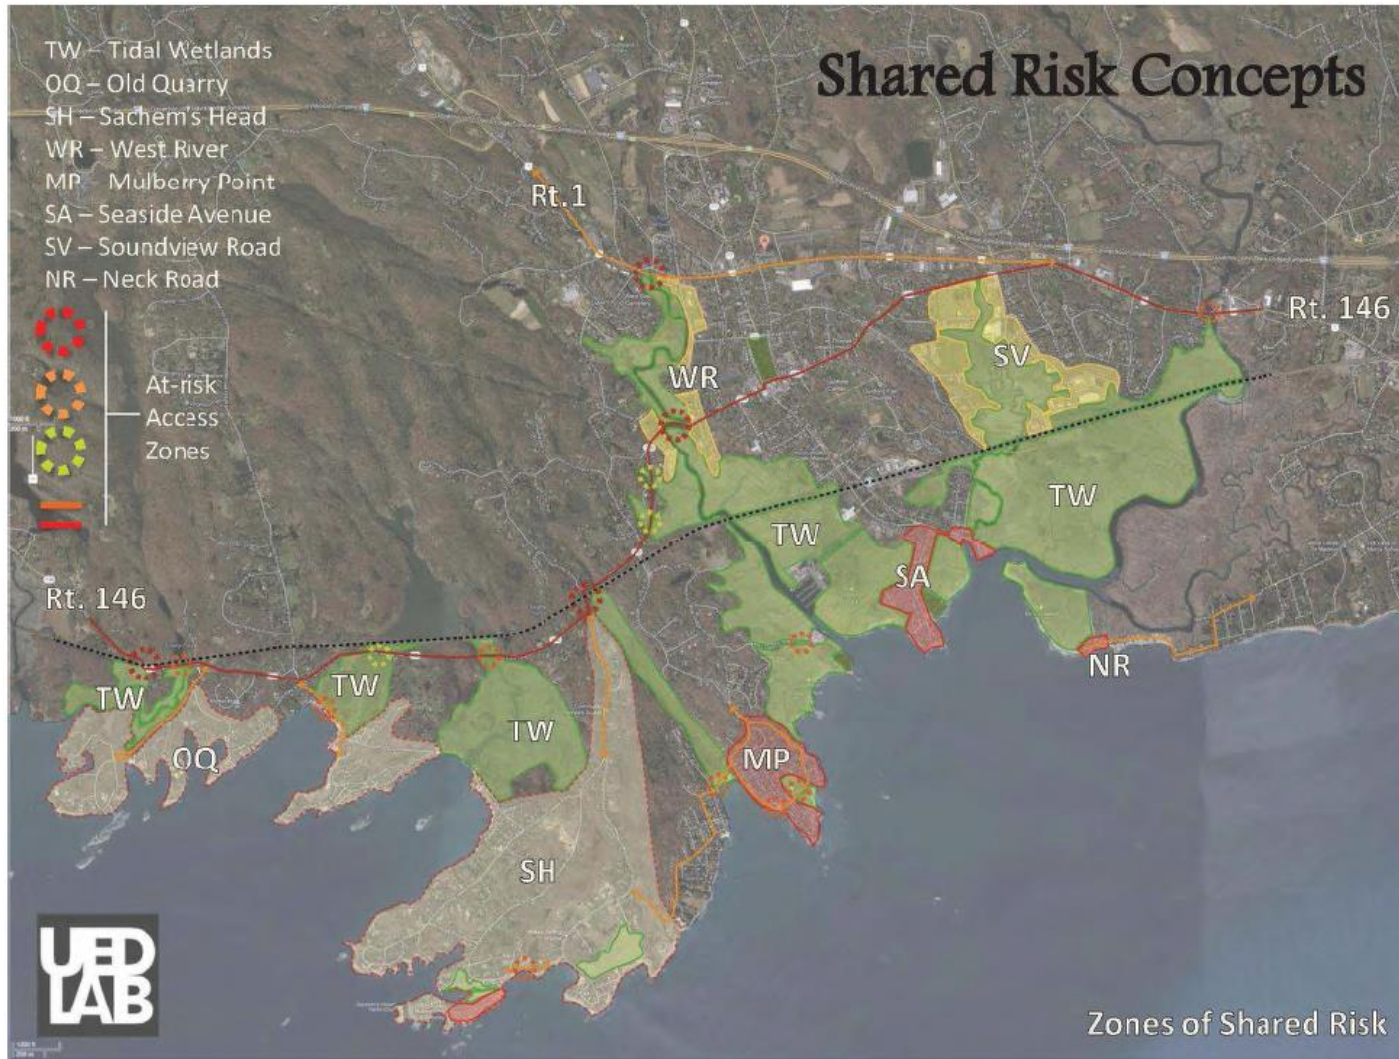 Shared Risk Concepts
TW – Tidal Wetlands
OQ – Old Quarry
SH – Sachem's Head
WR – West River
MP – Mulberry Point
SA – Seaside Avenue
SV – Soundview Road
NR – Neck Road
At-risk
Access
Zones
Rt.1
Rt. 146
WR
SV
TW
TW
SA
Rt. 146
NR
TW
TW
TW
OQ
MP
SH
UED
LAB
Zones of Shared Risk